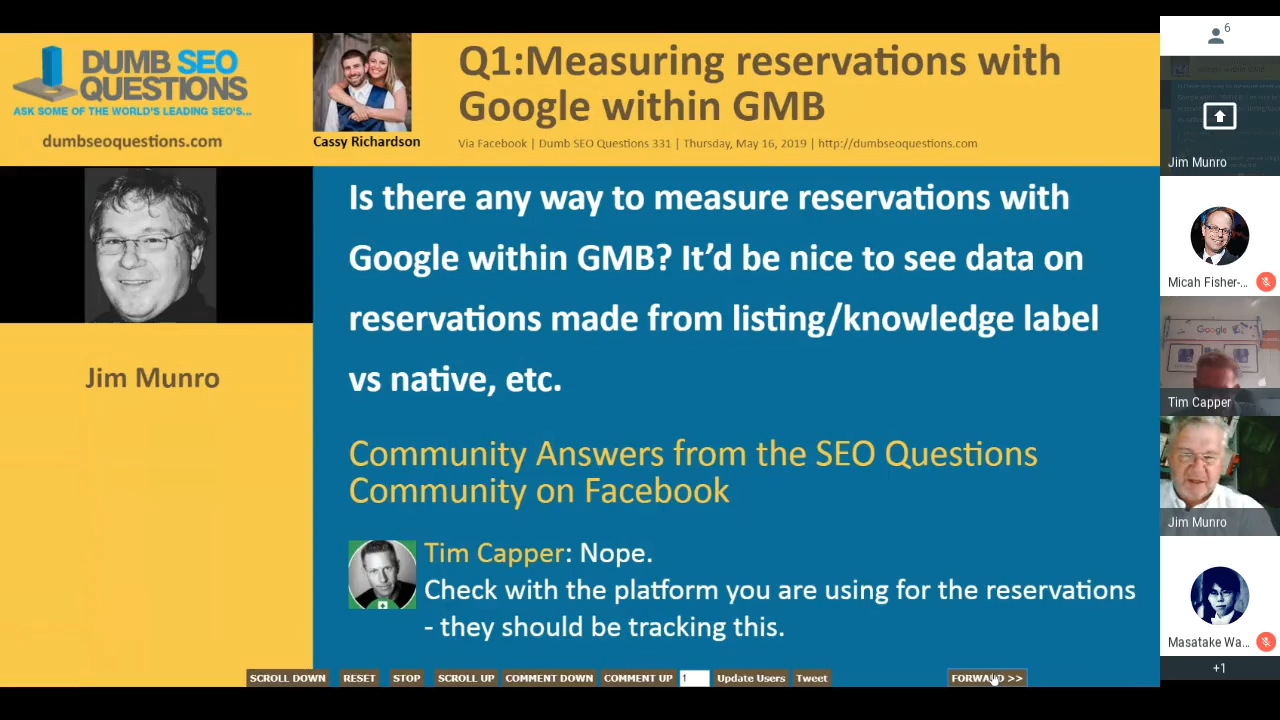 DUMB SEO
QUESTIONS
ASK SOME OF THE WORLD'S LEADING SEO'S...
dumbseoquestions.com
Cassy Richardson
Q1:Measuring reservations with
Google within GMB
Via Facebook | Dumb SEO Questions 331 | Thursday, May 16, 2019 | http://dumbseoquestions.com
Jim Munro
Is there any way to measure reservations with
Google within GMB? It’d be nice to see data on
reservations made from listing/knowledge label
vs native, etc.
Community Answers from the SEO Questions
Community on Facebook
Tim Capper: Nope.
Check with the platform you are using for the reservations
- they should be tracking this.
SCROLL DOWN RESET STOP SCROLL UP COMMENT DOWN COMMENT UP 1 Update Users Tweet FORWARD >>
6
Jim Munro
Micah Fisher-...
Google
Tim Capper
Jim Munro
Masatake Wa...
+1